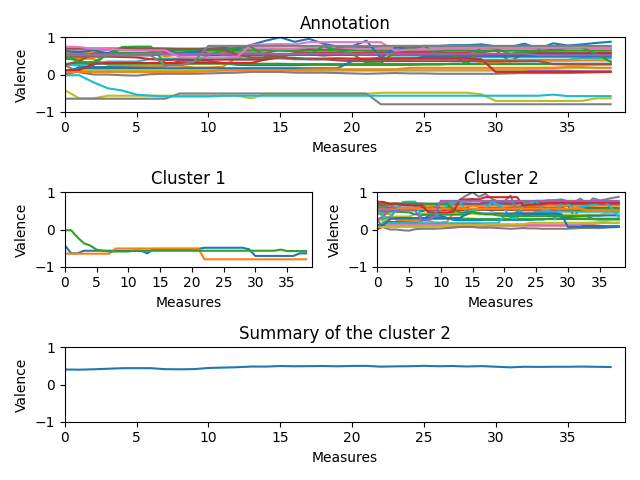 Annotation
1
0
−1
Valence
0 5 10 15 20 25 30 35
Measures
Cluster 1
1
0
−1
Valence
0 5 10 15 20 25 30 35
Measures
Cluster 2
1
0
−1
Valence
0 5 10 15 20 25 30 35
Measures
Summary of the cluster 2
1
0
−1
Valence
0 5 10 15 20 25 30 35
Measures